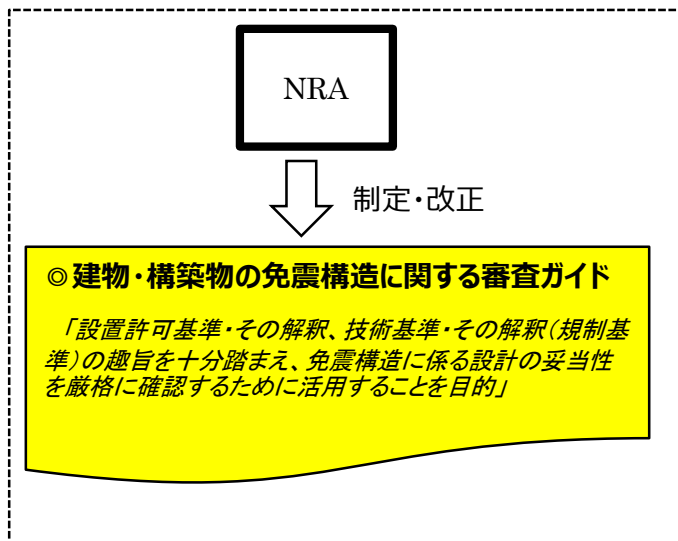 NRA
制定・改正
◎建物・構築物の免震構造に関する審査ガイド
「設置許可基準・その解釈、技術基準・その解釈(規制基
準)の趣旨を十分踏まえ、免震構造に係る設計の妥当性
を厳格に確認するために活用することを目的」